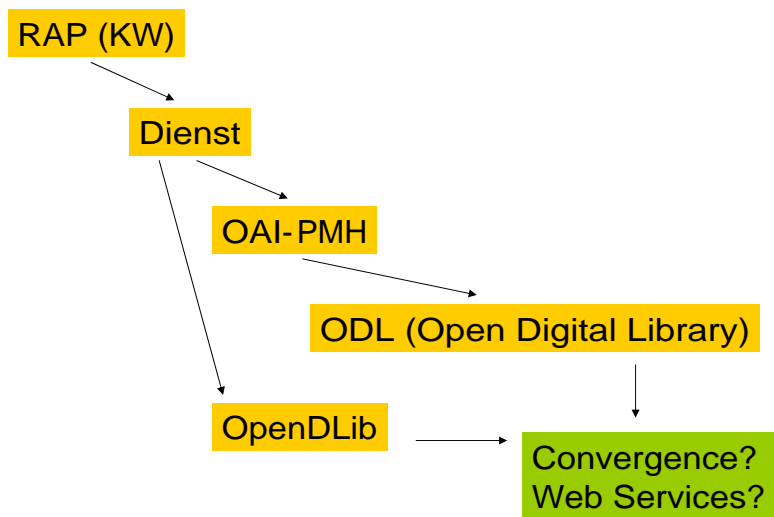 RAP (KW)
Dienst
OAI-PMH
ODL (Open Digital Library)
OpenDLib
Convergence?
Web Services?